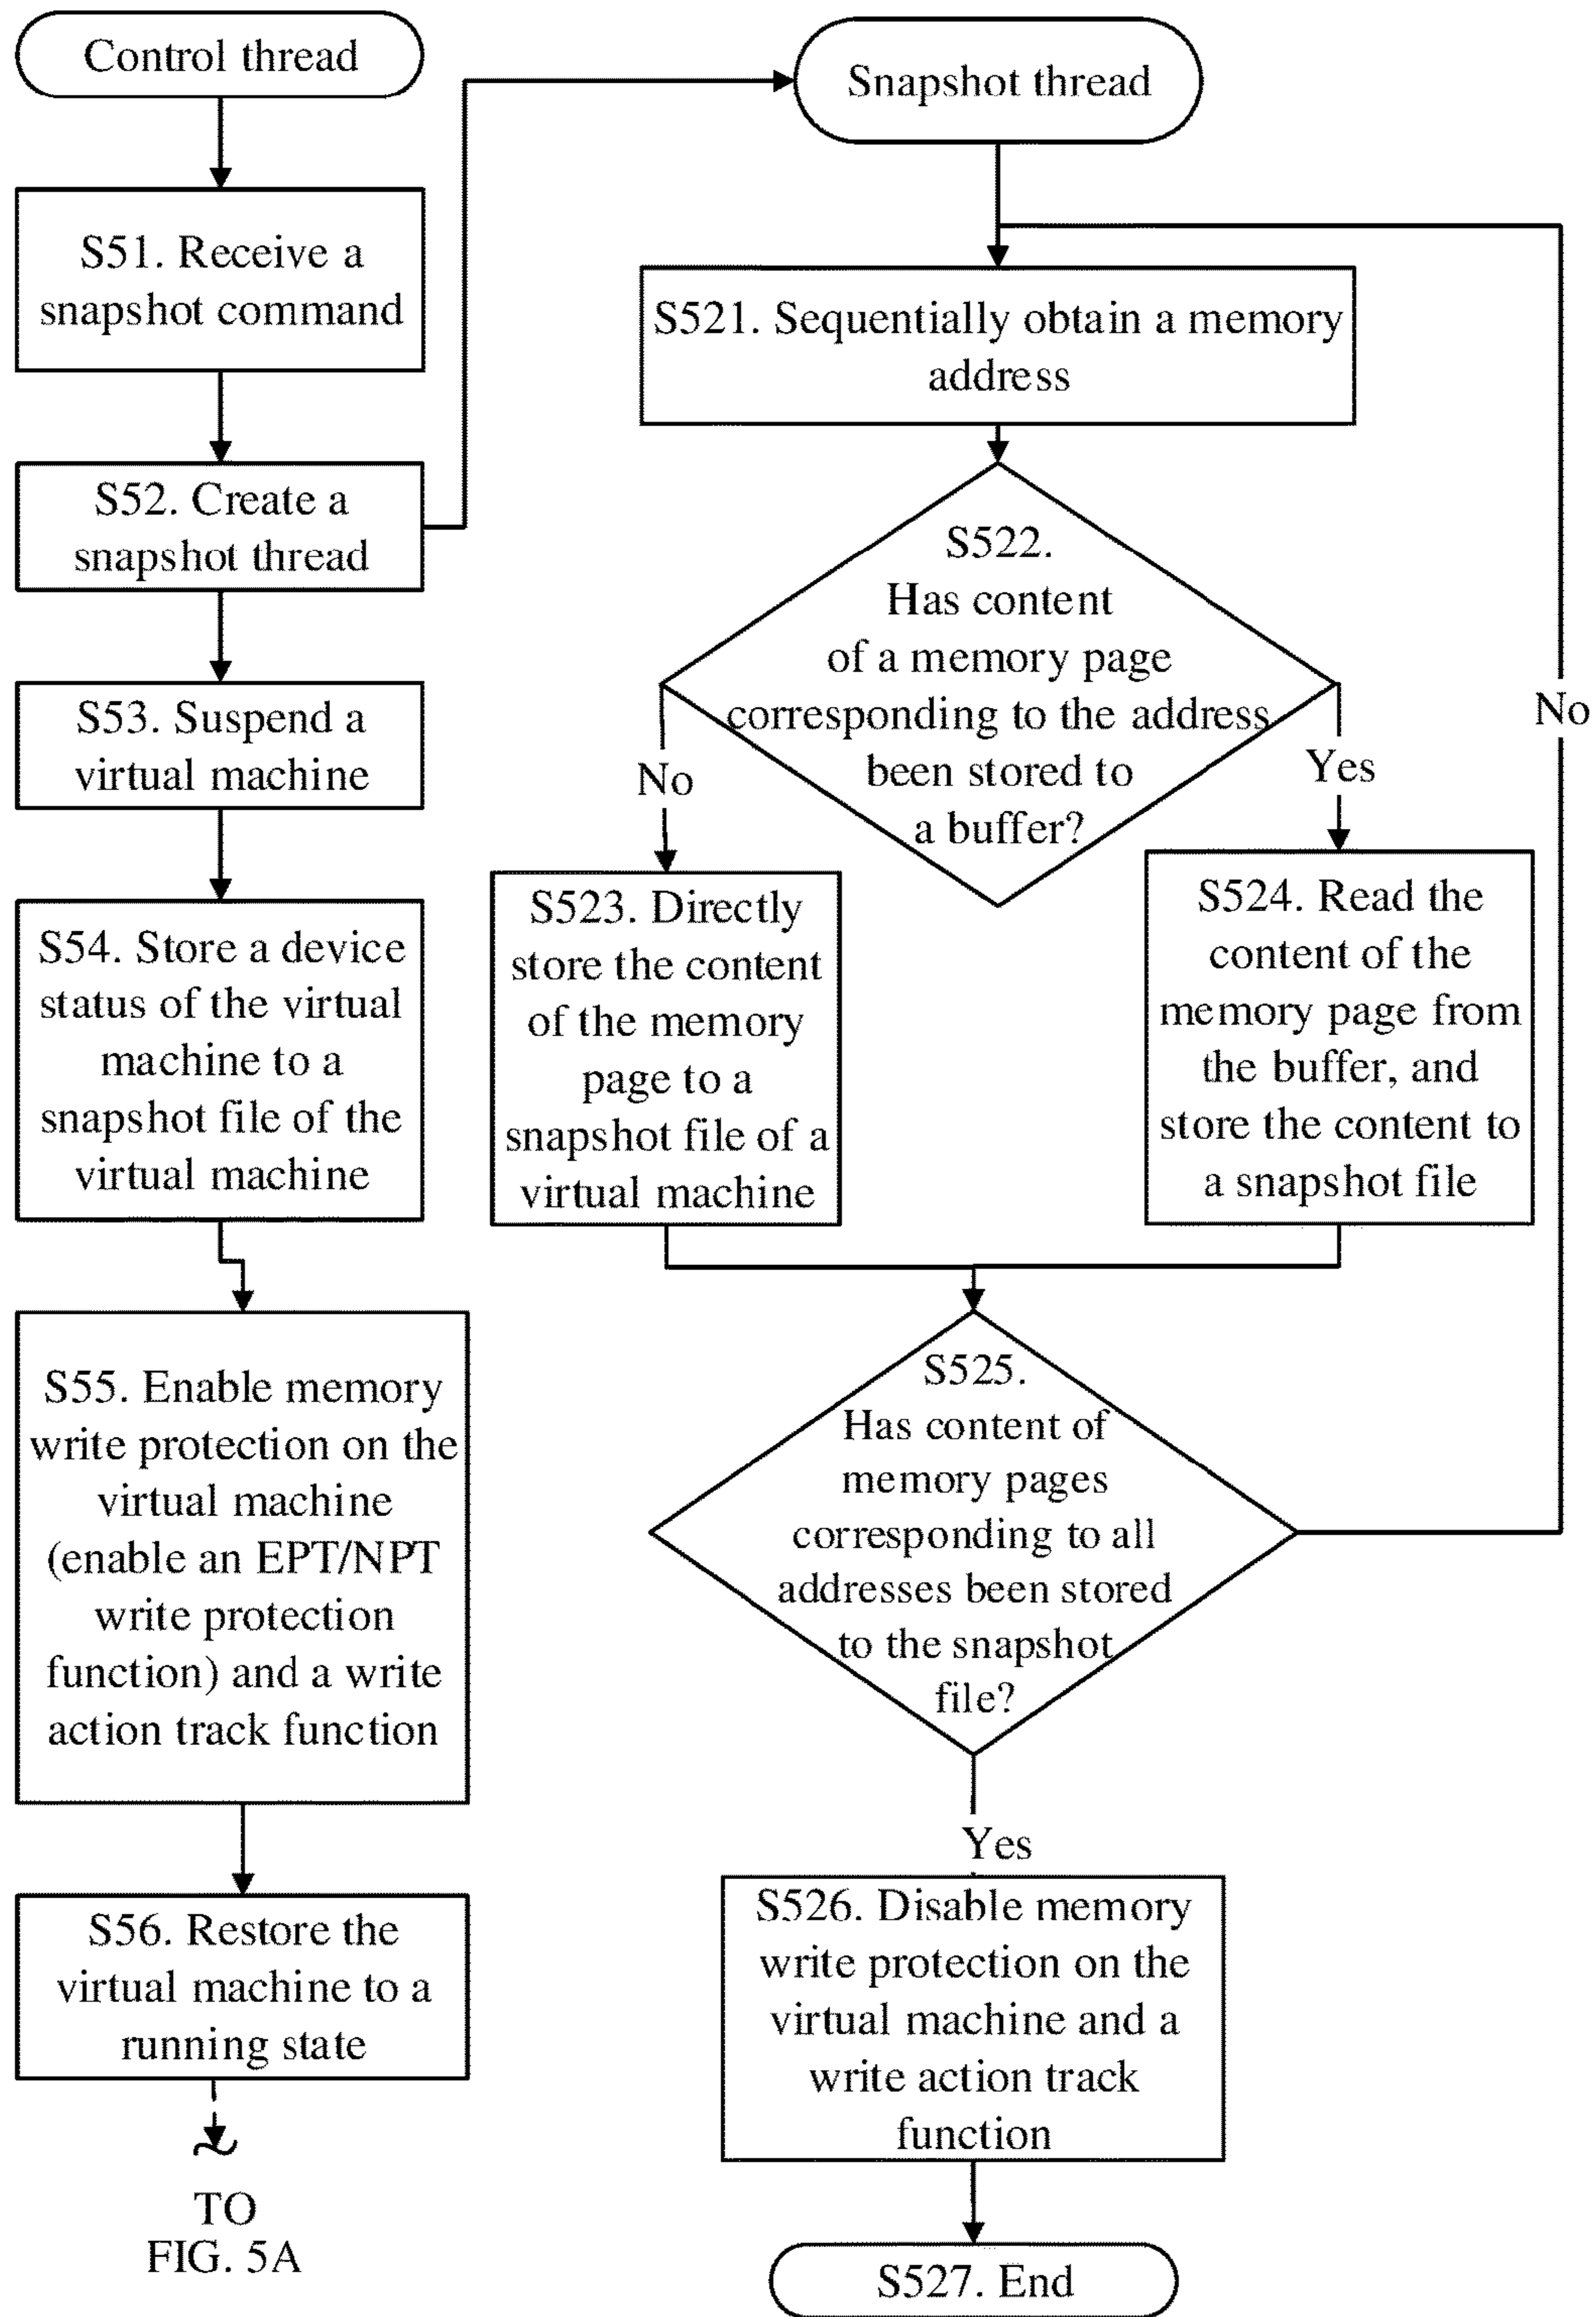 Control thread
S51. Receive a
snapshot command
S52. Create a
snapshot thread
S53. Suspend a
virtual machine
S54. Store a device
status of the virtual
machine to a
snapshot file of the
virtual machine
S55. Enable memory
write protection on the
virtual machine
(enable an EPT/NPT
write protection
function) and a write
action track function
S56. Restore the
virtual machine to a
running state
TO
FIG. 5A
Snapshot thread
S521. Sequentially obtain a memory
address
S522.
Has content
of a memory page
corresponding to the address
been stored to
a buffer?
No
Yes
S523. Directly
store the content
of the memory
page to a
snapshot file of a
virtual machine
S524. Read the
content of the
memory page from
the buffer, and
store the content to
a snapshot file
S525.
Has content of
memory pages
corresponding to all
addresses been stored
to the snapshot
file?
No
Yes
S526. Disable memory
write protection on the
virtual machine and a
write action track
function
S527. End